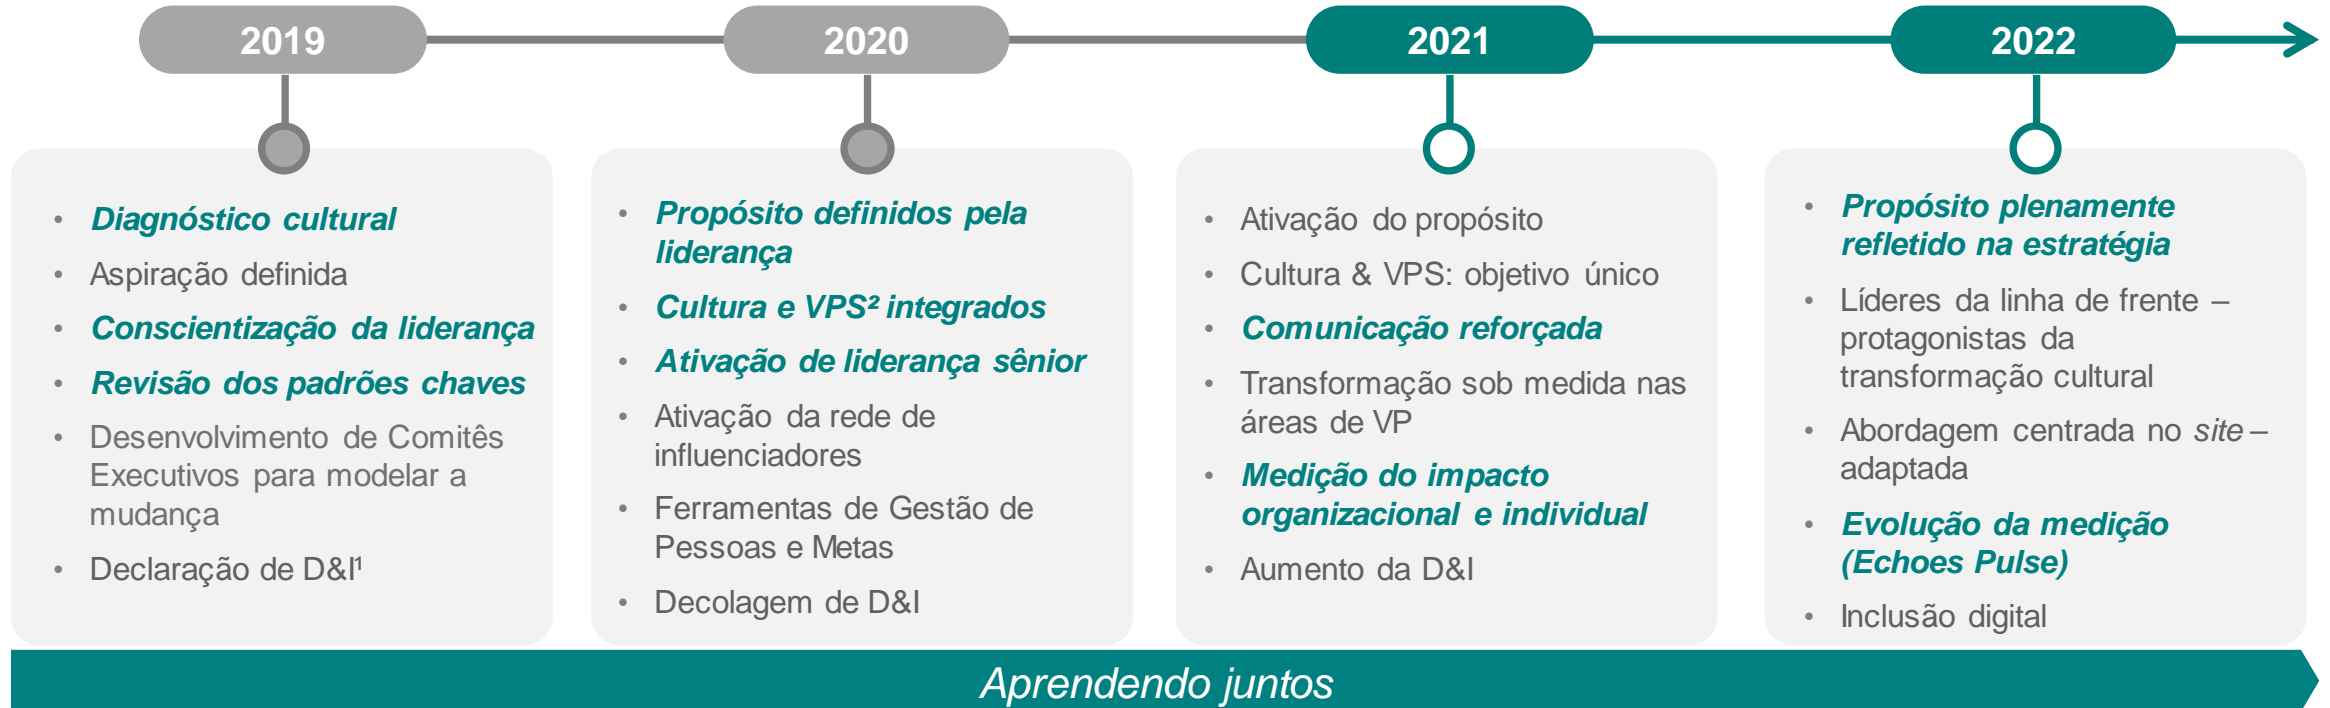 2019
2020
2021
2022
• Diagnóstico cultural
• Aspiração definida
• Conscientização da liderança
• Revisão dos padrões chaves
• Desenvolvimento de Comitês
Executivos para modelar a
mudança
• Declaração de D&I¹
• Propósito definidos pela
liderança
• Cultura e VPS² integrados
• Ativação de liderança sênior
• Ativação da rede de
influenciadores
• Ferramentas de Gestão de
Pessoas e Metas
• Decolagem de D&I
• Ativação do propósito
• Cultura & VPS: objetivo único
• Comunicação reforçada
• Transformação sob medida nas
áreas de VP
• Medição do impacto
organizacional e individual
• Aumento da D&I
• Propósito plenamente
refletido na estratégia
• Líderes da linha de frente –
protagonistas da
transformação cultural
• Abordagem centrada no site –
adaptada
• Evolução da medição
(Echoes Pulse)
• Inclusão digital
Aprendendo juntos